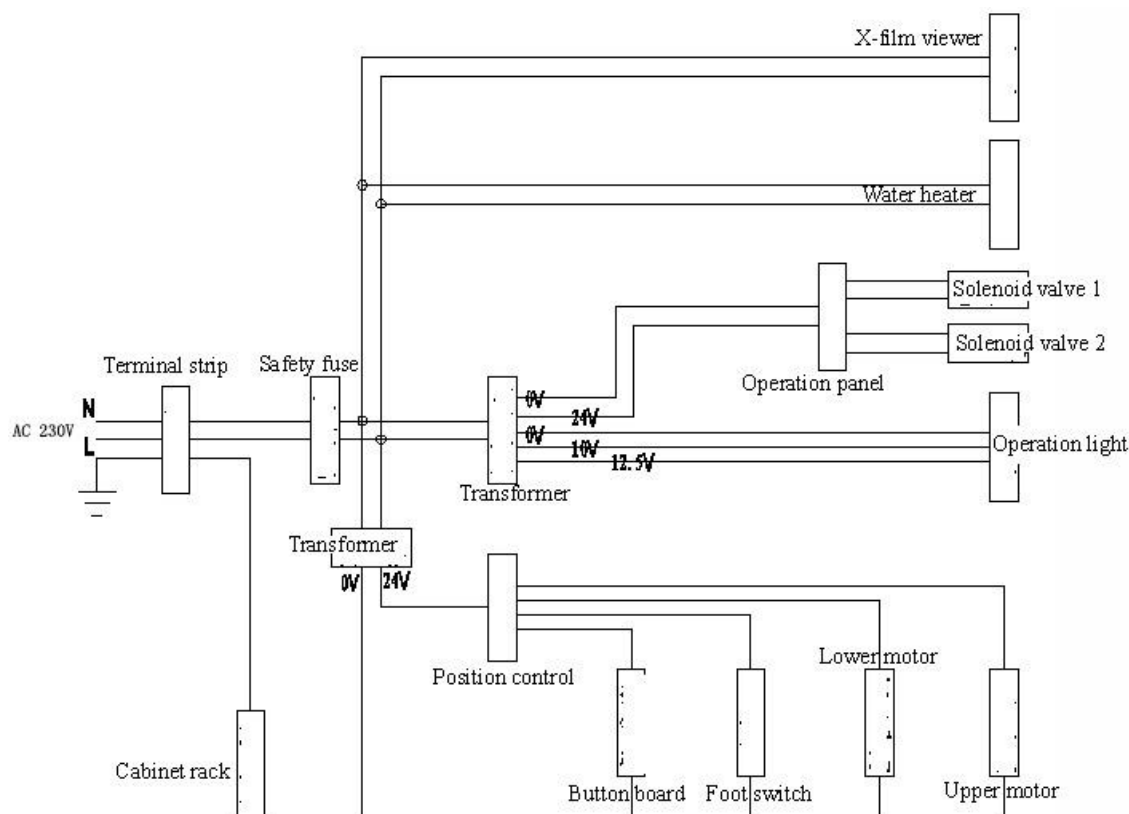 X-film viewer
Water heater
Solenoid valve 1
Solenoid valve 2
Operation panel
Terminal strip
Safety fuse
N
AC 230V
L
0V
24V
0V
10V
12.5V
Operation light
Transformer
Transformer
0V
24V
Position control
Lower motor
Cabinet rack
Button board
Foot switch
Upper motor